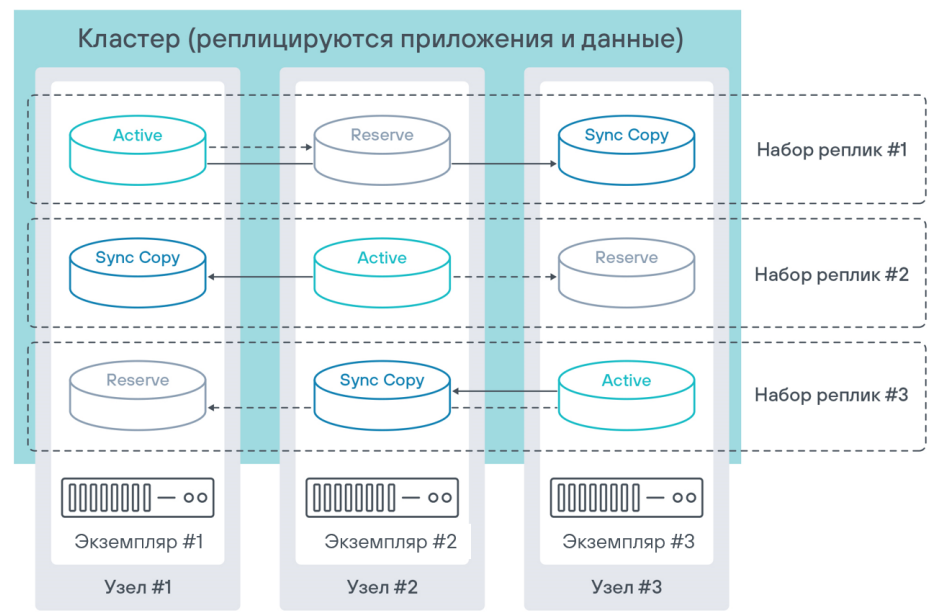 Кластер (реплицируются приложения и данные)
Active
Reserve
Sync Copy
Набор реплик #1
Sync Copy
Active
Reserve
Набор реплик #2
Reserve
Sync Copy
Active
Набор реплик #3
Экземпляр #1
Экземпляр #2
Экземпляр #3
Узел #1
Узел #2
Узел #3